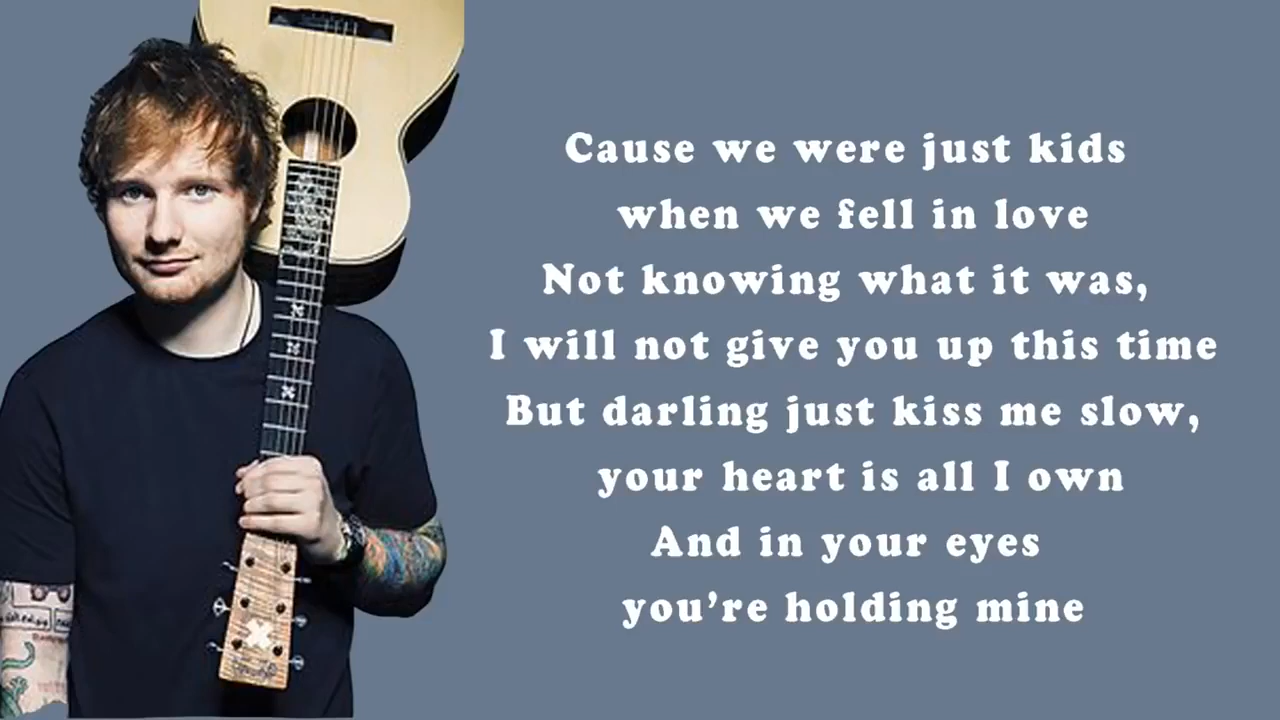 Cause we were just kids
when we fell in love
Not knowing what it was,
I will not give you up this time
But darling just kiss me slow,
your heart is all I own
And in your eyes
you’re holding mine